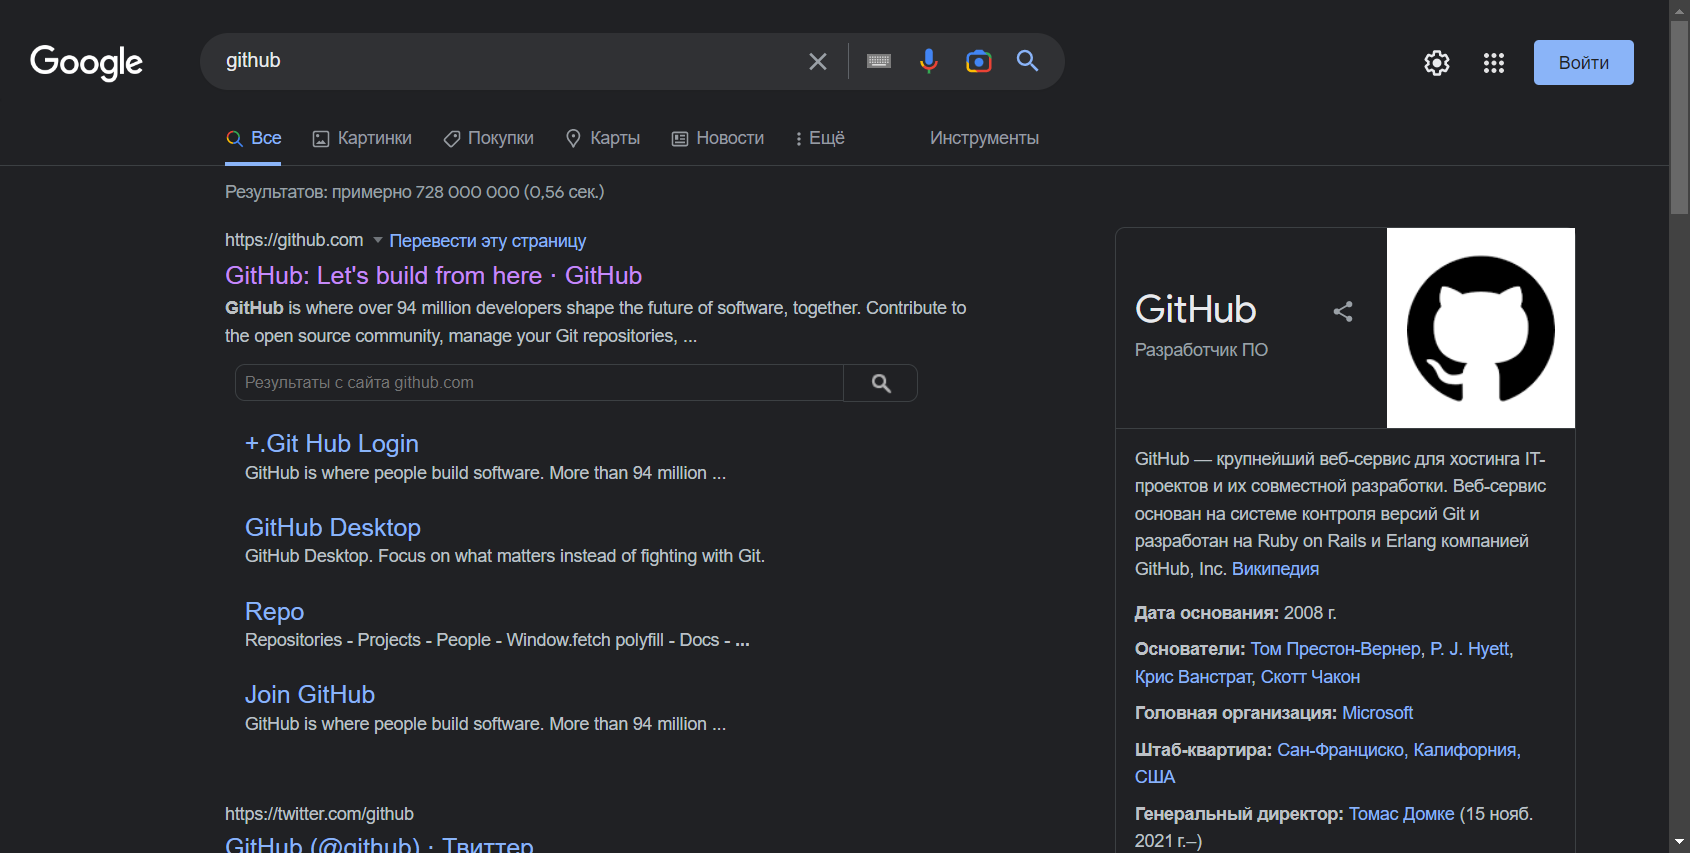 Google
github
Войти
Все
Картинки
Покупки
Карты
Новости
Ещё
Инструменты
Результатов: примерно 728 000 000 (0,56 сек.)
https://github.com
Перевести эту страницу
GitHub: Let's build from here · GitHub
GitHub is where over 94 million developers shape the future of software, together. Contribute to
the open source community, manage your Git repositories, ...
Результаты с сайта github.com
+.Git Hub Login
GitHub is where people build software. More than 94 million ...
GitHub Desktop
GitHub Desktop. Focus on what matters instead of fighting with Git.
Repo
Repositories - Projects - People - Window.fetch polyfill - Docs - ...
Join GitHub
GitHub is where people build software. More than 94 million ...
https://twitter.com/github
GitHub (@github) · Твиттер
GitHub
Разработчик ПО
GitHub — крупнейший веб-сервис для хостинга IT-
проектов и их совместной разработки. Веб-сервис
основан на системе контроля версий Git и
разработан на Ruby on Rails и Erlang компанией
GitHub, Inc. Википедия
Дата основания: 2008 г.
Основатели: Том Престон-Вернер, P. J. Hyett,
Крис Ванстрат, Скотт Чакон
Головная организация: Microsoft
Штаб-квартира: Сан-Франциско, Калифорния,
США
Генеральный директор: Томас Домке (15 нояб.
2021 г.–)